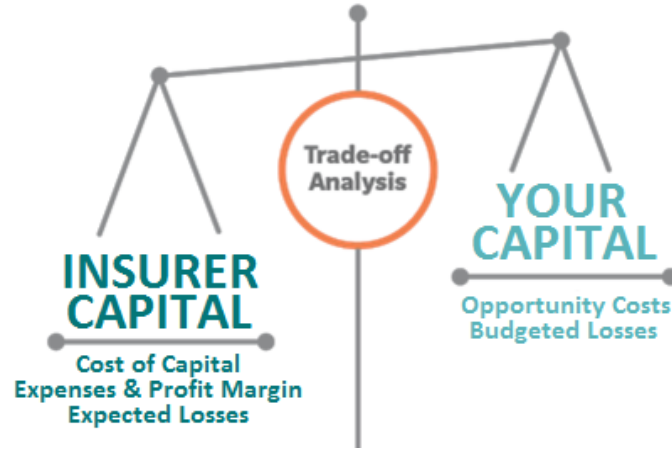 Trade-off
Analysis
YOUR
CAPITAL
Opportunity Costs
Budgeted Losses
INSURER
CAPITAL
Cost of Capital
Expenses & Profit Margin
Expected Losses